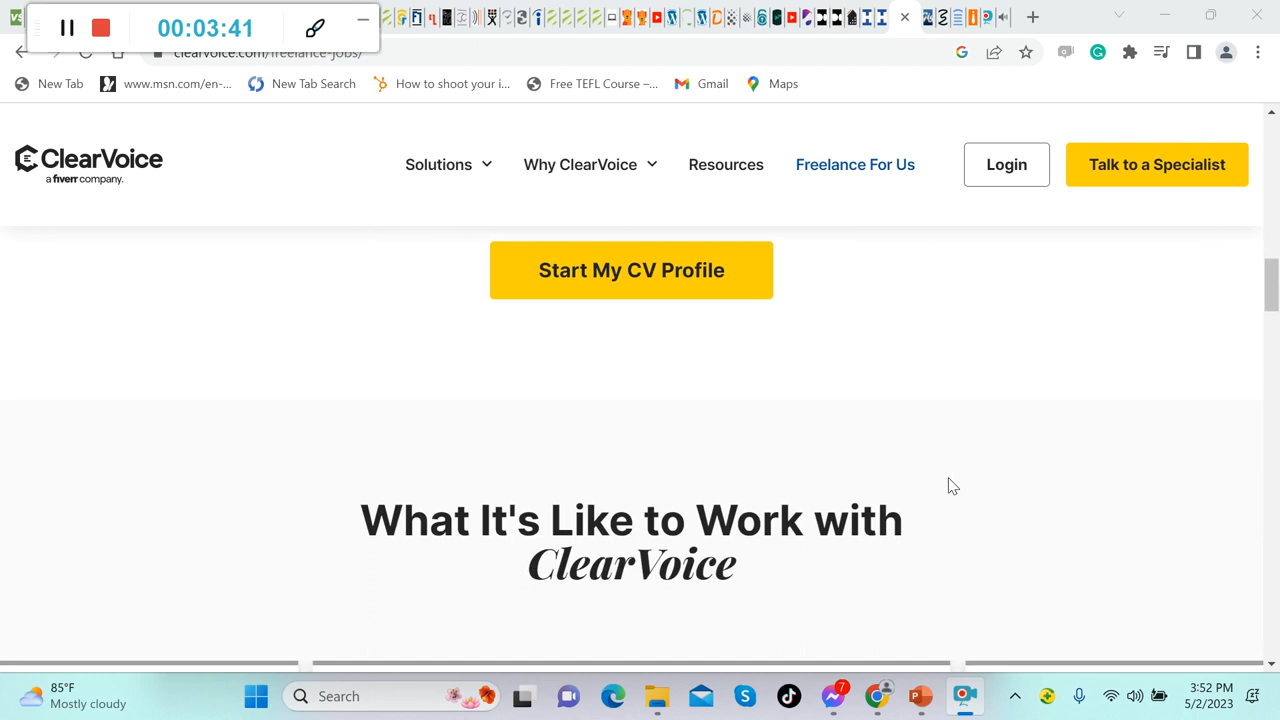 00:03:41
clearvoice.com/freelance-jobs/
New Tab
www.msn.com/en-...
New Tab Search
How to shoot your i...
Free TEFL Course –...
Gmail
Maps
ClearVoice
a fiverr company.
Solutions
Why ClearVoice
Resources
Freelance For Us
Login
Talk to a Specialist
Start My CV Profile
What It's Like to Work with
ClearVoice
85°F
Mostly cloudy
Search
7
3:52 PM
5/2/2023